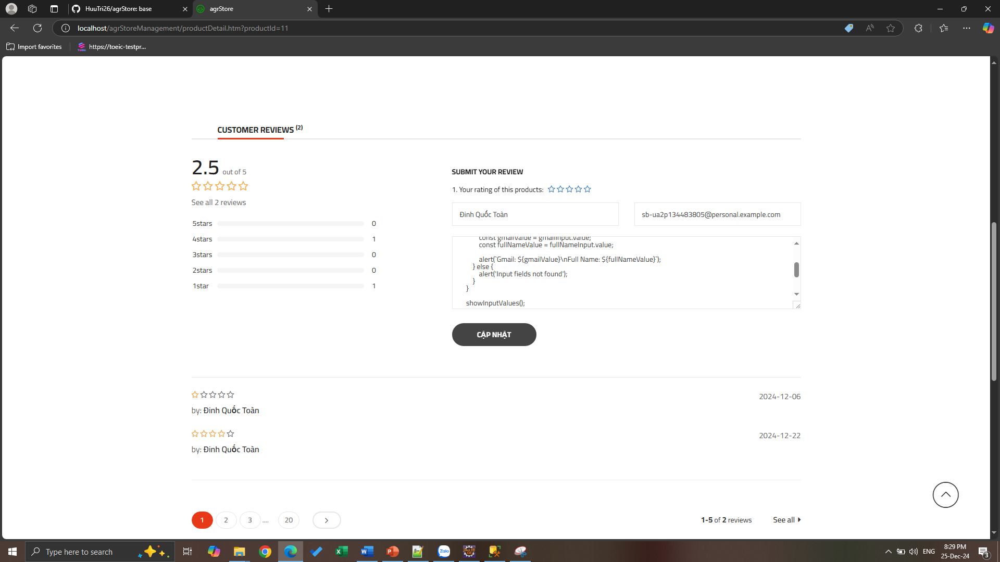 HuuTri26/agrStore: base
agrStore
localhost/agrStoreManagement/productDetail.htm?productId=11
Import favorites
https://toeic-testpr...
CUSTOMER REVIEWS (2)
2.5 out of 5
See all 2 reviews
5stars 0
4stars 1
3stars 0
2stars 0
1star 1
SUBMIT YOUR REVIEW
1. Your rating of this products:
Đinh Quốc Toàn
sb-ua2p134483805@personal.example.com
const gmailValue = gmailInput.value;
const fullNameValue = fullNameInput.value;
alert(`Gmail: ${gmailValue}\nFull Name: ${fullNameValue}`);
} else {
alert('Input fields not found');
}
}
showInputValues();
CẬP NHẬT
2024-12-06
by: Đinh Quốc Toàn
2024-12-22
by: Đinh Quốc Toàn
1 2 3 .... 20
1-5 of 2 reviews
See all
Type here to search
ENG
8:29 PM
25-Dec-24
3